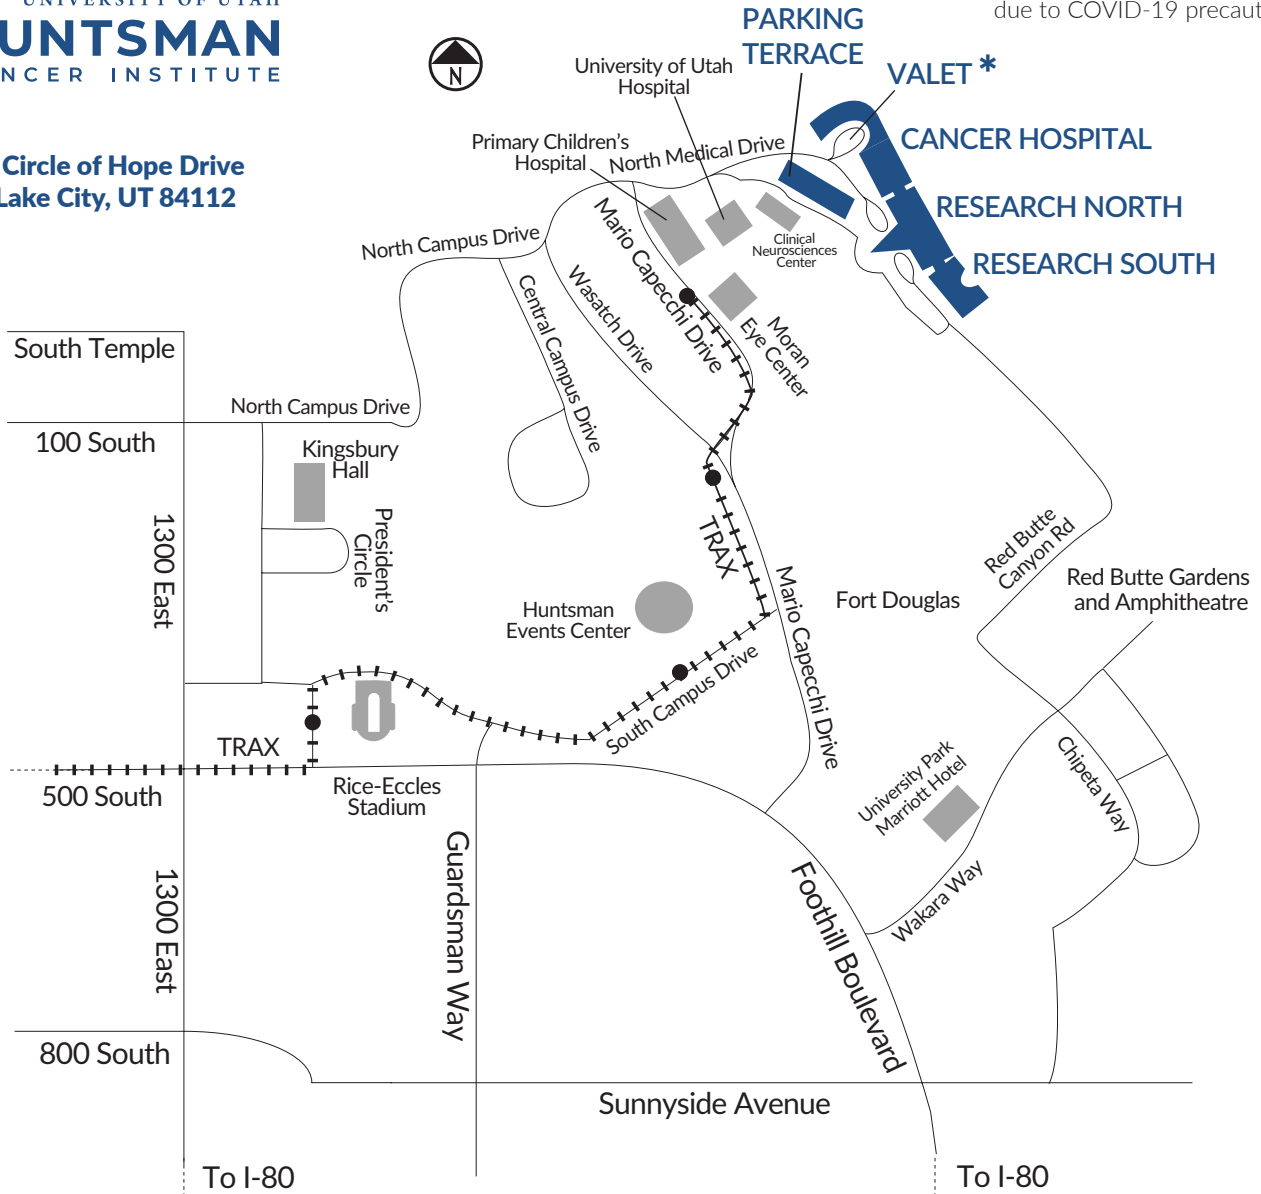 UNIVERSITY OF UTAH
UNTSMAN
NCER INSTITUTE
Circle of Hope Drive
Lake City, UT 84112
N
due to COVID-19 precaut
PARKING
TERRACE
VALET *
CANCER HOSPITAL
RESEARCH NORTH
RESEARCH SOUTH
University of Utah
Hospital
Primary Children's
Hospital
North Medical Drive
Clinical
Neurosciences
Center
North Campus Drive
Mario Capecchi Drive
Wasatch Drive
Central Campus Drive
Moran
Eye Center
South Temple
North Campus Drive
100 South
Kingsbury
Hall
President's
Circle
1300 East
TRAX
Huntsman
Events Center
Mario Capecchi Drive
Fort Douglas
Red Butte
Canyon Rd
Red Butte Gardens
and Amphitheatre
South Campus Drive
TRAX
500 South
Rice-Eccles
Stadium
University Park
Marriott Hotel
Chipeta Way
Wakara Way
Guardsman Way
Foothill Boulevard
1300 East
800 South
Sunnyside Avenue
To I-80
To I-80